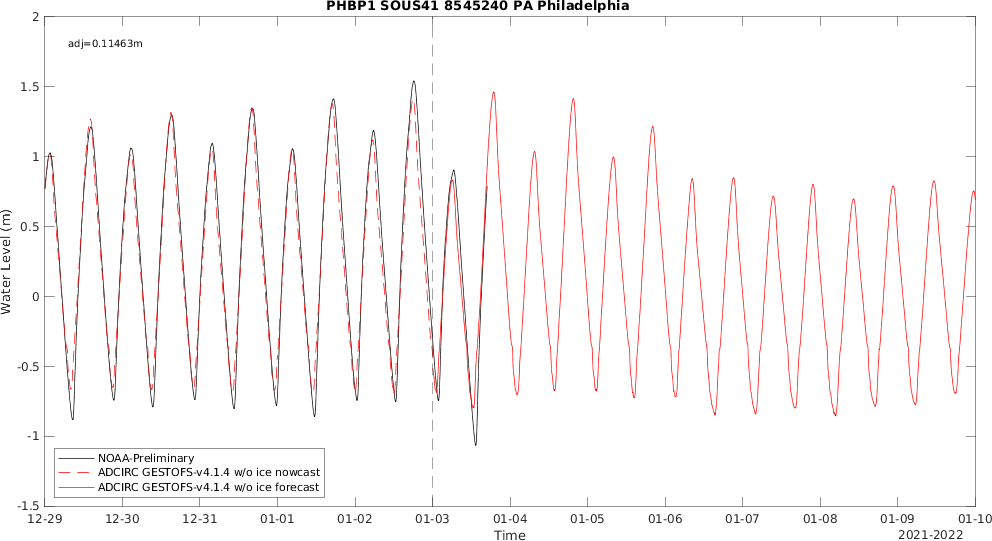 PHBP1 SOUS41 8545240 PA Philadelphia
adj=0.11463m
2
1.5
1
0.5
0
-0.5
-1
-1.5
Water Level (m)
NOAA-Preliminary
ADCIRC GESTOFS-v4.1.4 w/o ice nowcast
ADCIRC GESTOFS-v4.1.4 w/o ice forecast
12-29 12-30 12-31 01-01 01-02 01-03 01-04 01-05 01-06 01-07 01-08 01-09 01-10
Time
2021-2022